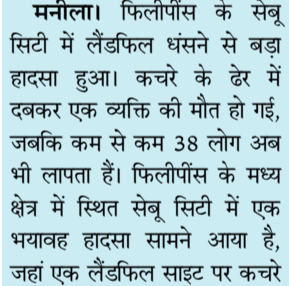 मनीला। फिलीपींस के सेबू
सिटी में लैंडफिल धंसने से बड़ा
हादसा हुआ। कचरे के ढेर में
दबकर एक व्यक्ति की मौत हो गई,
जबकि कम से कम 38 लोग अब
भी लापता हैं। फिलीपींस के मध्य
क्षेत्र में स्थित सेबू सिटी में एक
भयावह हादसा सामने आया है,
जहां एक लैंडफिल साइट पर कचरे